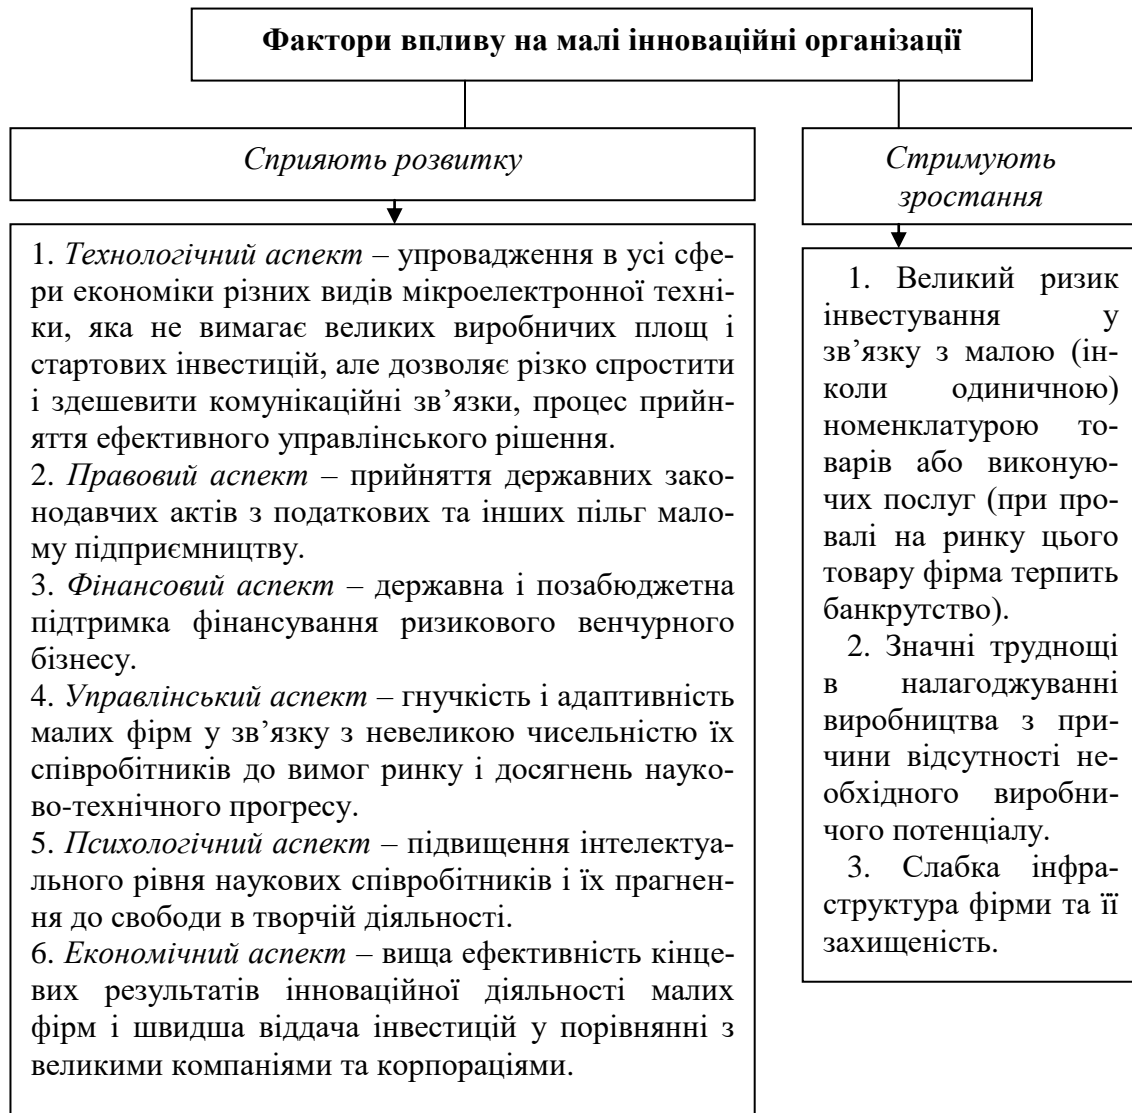 Фактори впливу на малі інноваційні організації
Сприяють розвитку
1. Технологічний аспект – упровадження в усі сфе-
ри економіки різних видів мікроелектронної техні-
ки, яка не вимагає великих виробничих площ і
стартових інвестицій, але дозволяє різко спростити
і здешевити комунікаційні зв’язки, процес прийн-
яття ефективного управлінського рішення.
2. Правовий аспект – прийняття державних зако-
нодавчих актів з податкових та інших пільг мало-
му підприємництву.
3. Фінансовий аспект – державна і позабюджетна
підтримка фінансування ризикового венчурного
бізнесу.
4. Управлінський аспект – гнучкість і адаптивність
малих фірм у зв’язку з невеликою чисельністю їх
співробітників до вимог ринку і досягнень науко-
во-технічного прогресу.
5. Психологічний аспект – підвищення інтелектуа-
льного рівня наукових співробітників і їх прагнен-
ня до свободи в творчій діяльності.
6. Економічний аспект – вища ефективність кінце-
вих результатів інноваційної діяльності малих
фірм і швидша віддача інвестицій у порівнянні з
великими компаніями та корпораціями.
Стримують
зростання
1. Великий ризик
інвестування у
зв’язку з малою (ін-
коли одиничною)
номенклатурою то-
варів або виконую-
чих послуг (при про-
валі на ринку цього
товару фірма терпить
банкрутство).
2. Значні труднощі
в налагоджуванні
виробництва з при-
чини відсутності не-
обхідного виробни-
чого потенціалу.
3. Слабка інфра-
структура фірми та її
захищеність.